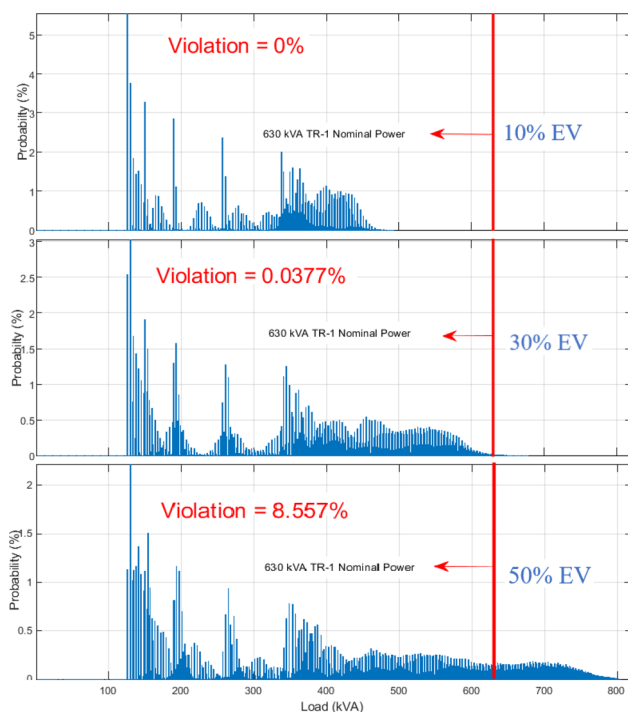 5
4
3
2
1
0
Probabilty (%)
Violation = 0%
630 kVA TR-1 Nominal Power
10% EV
3
2.5
2
1.5
1
0.5
0
Probability (%)
Violation = 0.0377%
630 kVA TR-1 Nominal Power
30% EV
2
1.5
1
0.5
0
Probability (%)
Violation = 8.557%
630 kVA TR-1 Nominal Power
50% EV
100 200 300 400 500 600 700 800
Load (kVA)